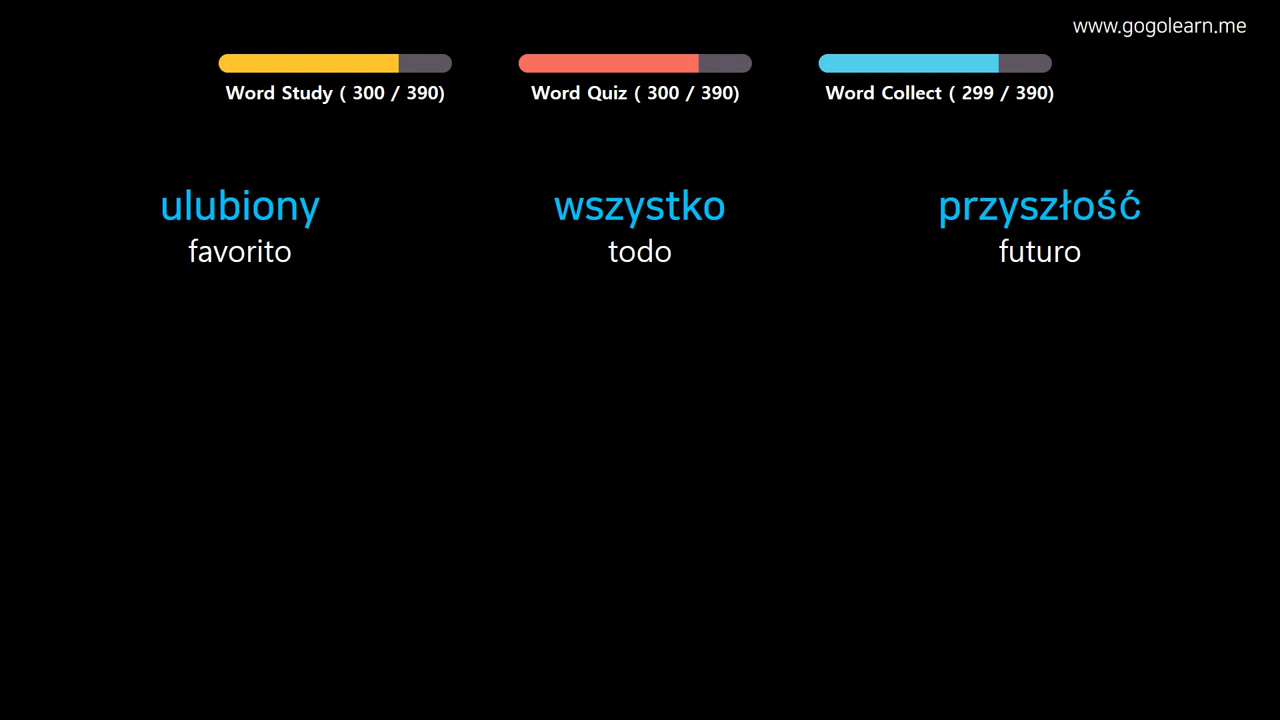 www.gogolearn.me
Word Study ( 300 / 390)
Word Quiz ( 300 / 390)
Word Collect ( 299 / 390)
ulubiony
favorito
wszystko
todo
przyszłość
futuro